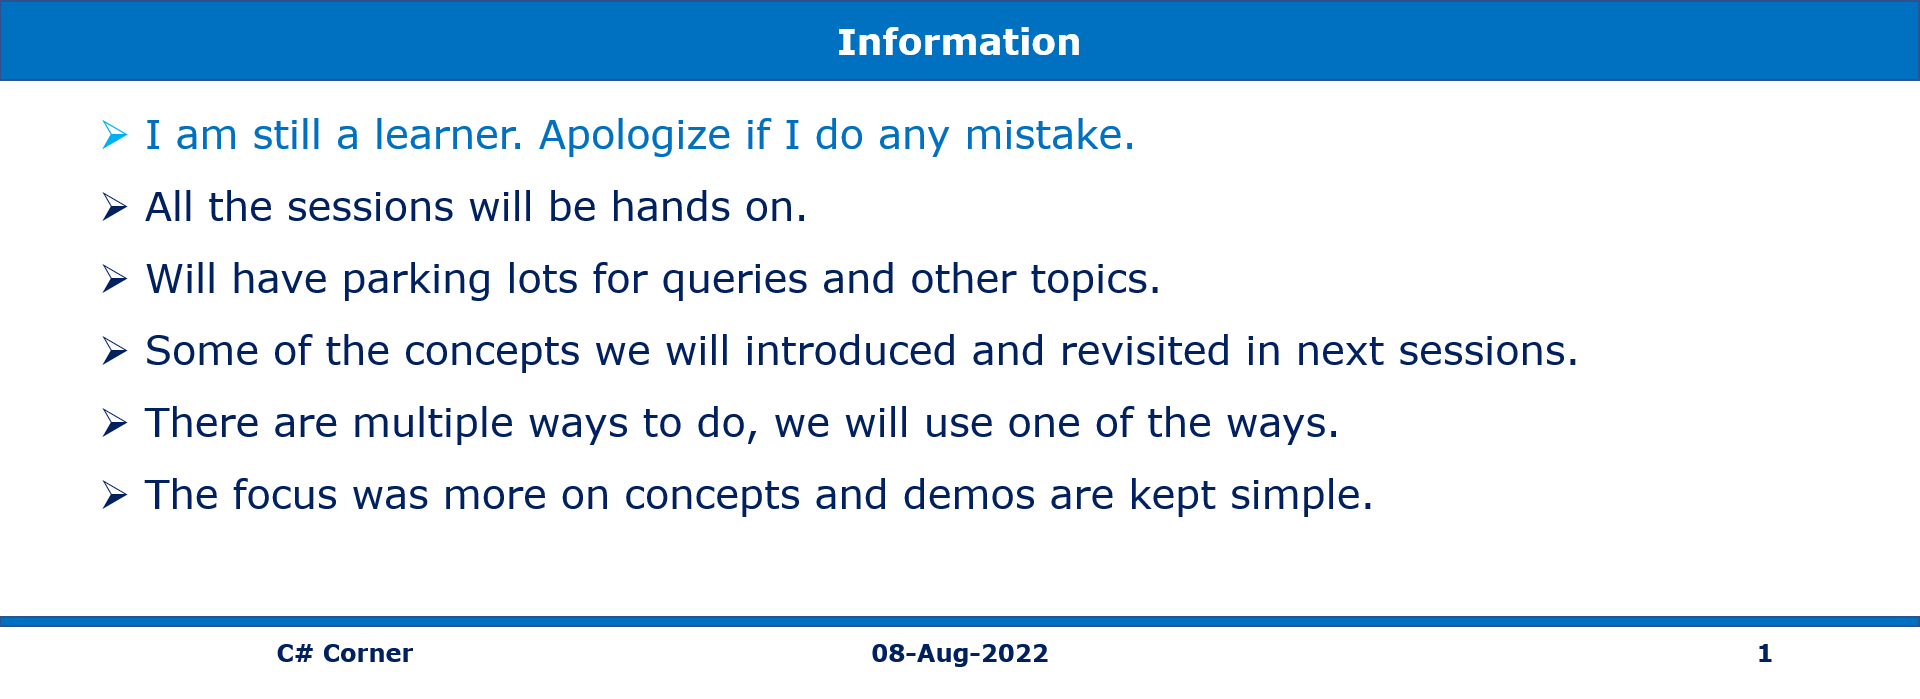 Information
I am still a learner. Apologize if I do any mistake.
All the sessions will be hands on.
Will have parking lots for queries and other topics.
Some of the concepts we will introduced and revisited in next sessions.
There are multiple ways to do, we will use one of the ways.
The focus was more on concepts and demos are kept simple.
C# Corner 08-Aug-2022 1